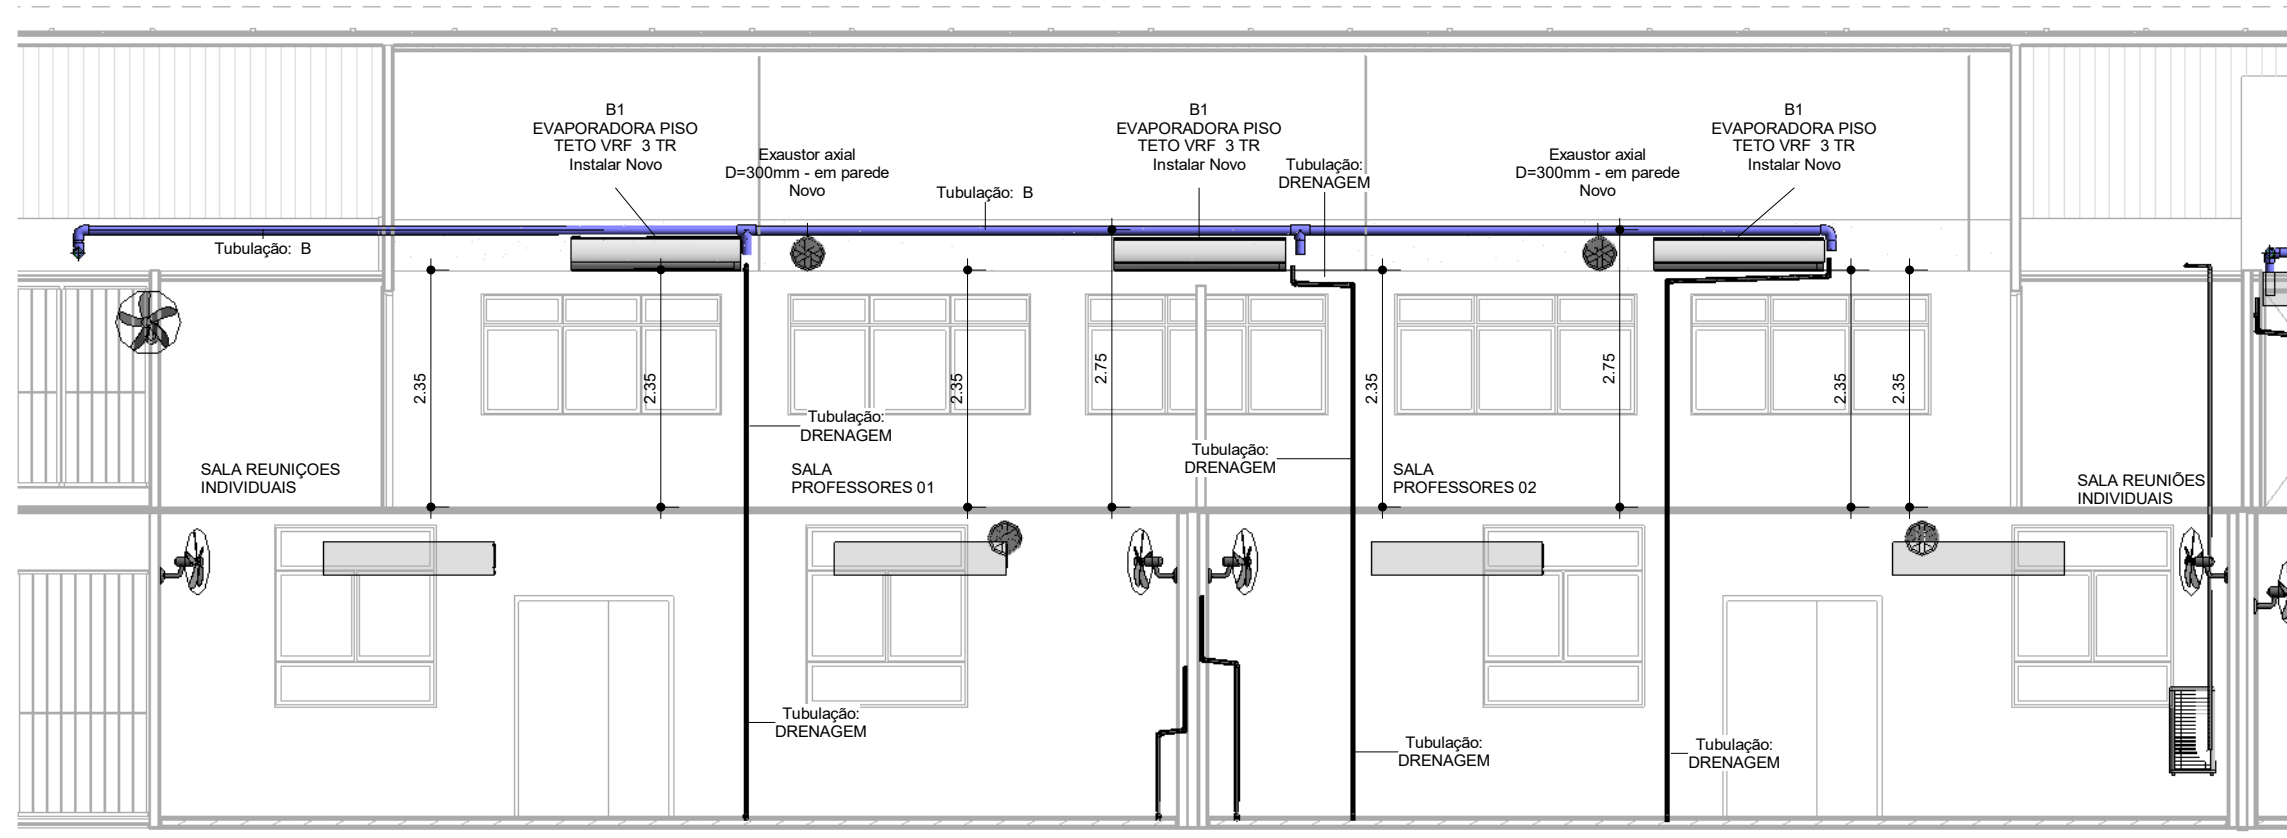 B1
EVAPORADORA PISO
TETO VRF  3 TR
Instalar Novo
Exaustor axial
D=300mm - em parede
Novo
Tubulação:  B
B1
EVAPORADORA PISO
TETO VRF  3 TR
Instalar Novo
Tubulação:
DRENAGEM
Exaustor axial
D=300mm - em parede
Novo
B1
EVAPORADORA PISO
TETO VRF  3 TR
Instalar Novo
Tubulação:  B
2.35
2.35
2.35
2.75
2.35
2.75
2.35
2.35
Tubulação:
DRENAGEM
Tubulação:
DRENAGEM
SALA REUNIÇOES
INDIVIDUAIS
SALA
PROFESSORES 01
SALA
PROFESSORES 02
SALA REUNIÕES
INDIVIDUAIS
Tubulação:
DRENAGEM
Tubulação:
DRENAGEM
Tubulação:
DRENAGEM